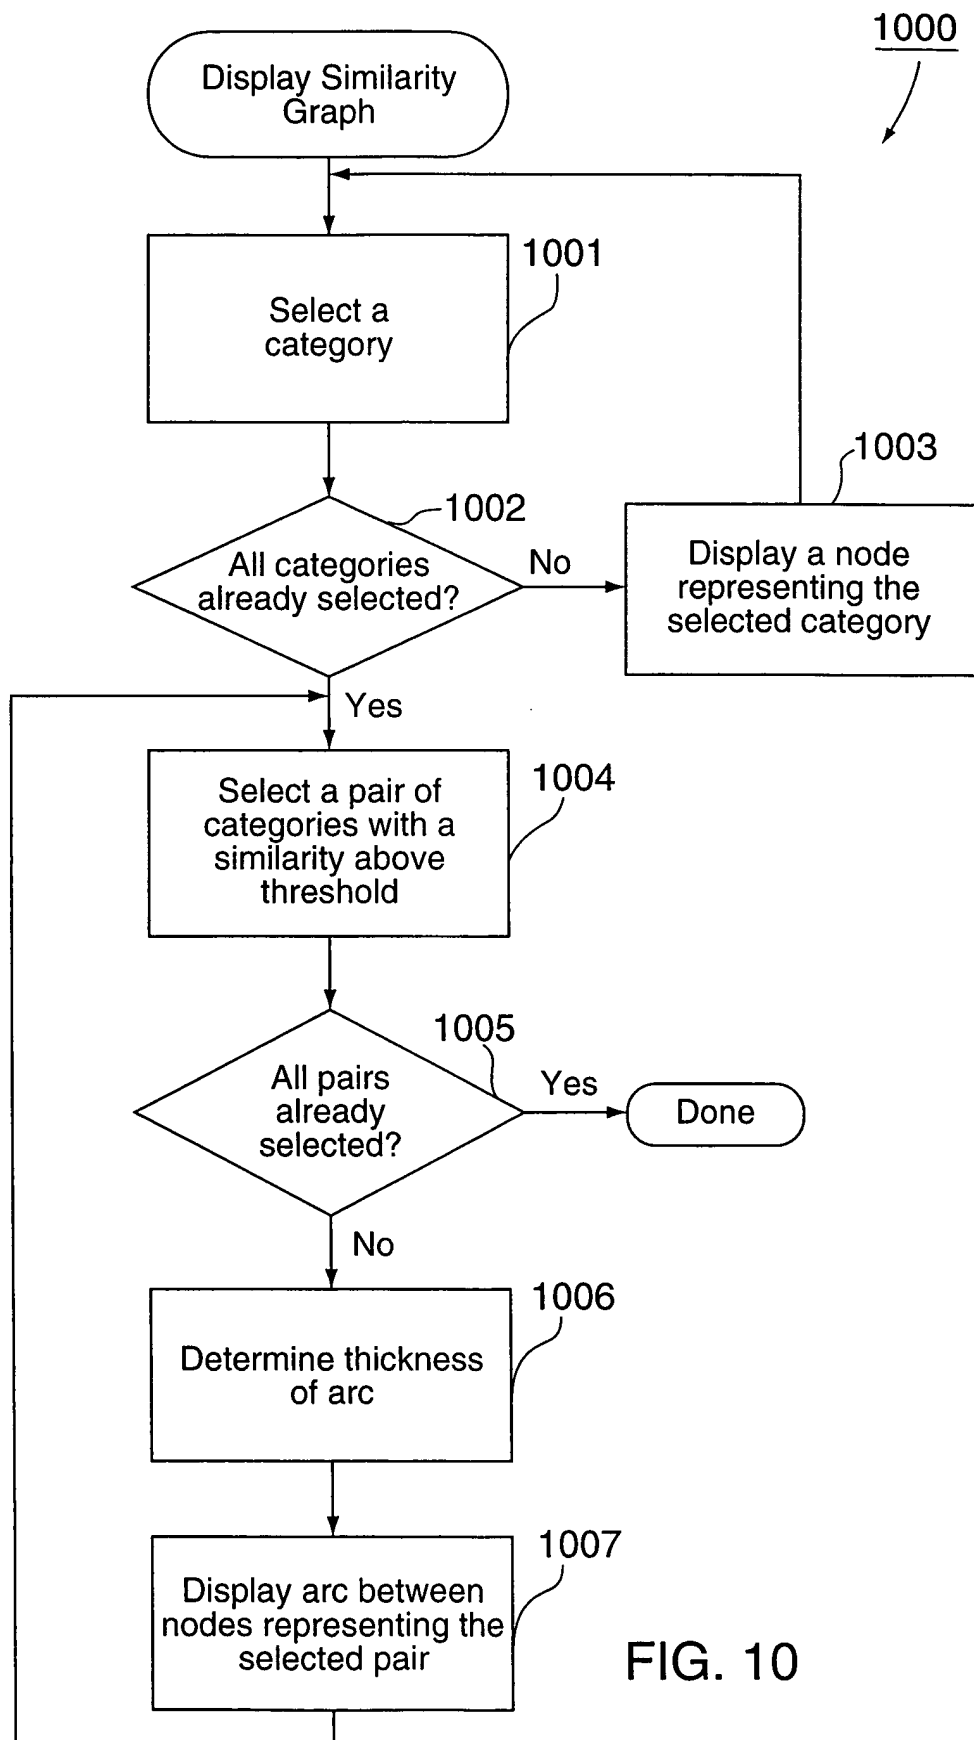 1000
Display Similarity
Graph
1001
Select a
category
1002
All categories
already selected?
No
1003
Display a node
representing the
selected category
Yes
1004
Select a pair of
categories with a
similarity above
threshold
1005
All pairs
already
selected?
Yes
Done
No
1006
Determine thickness
of arc
1007
Display arc between
nodes representing the
selected pair
FIG. 10